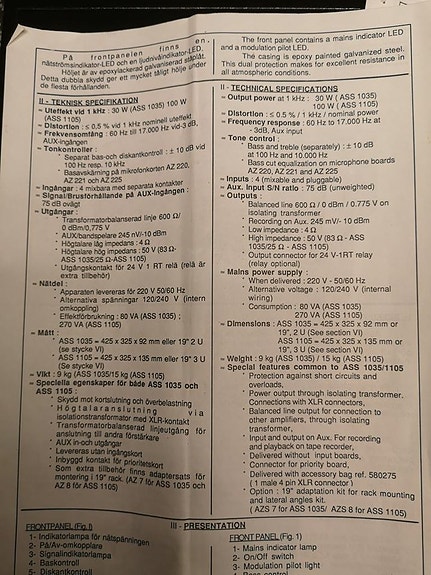 På frontpanelen finns en
nätströmsindikator-LED och en ljudnivåindikator-LED.
Höljet är av epoxylackerad galvaniserad stålplåt.
Detta dubbla skydd ger ett mycket tåligt hölje under
de flesta förhållanden.
II - TEKNISK SPECIFIKATION
= Uteffekt vid 1 kHz : 30 W (ASS 1035) 100 W
(ASS 1105)
= Distortion : ≤ 0,5 % vid 1 kHz nominell uteffekt
= Frekvensomfång : 60 Hz till 17.000 Hz vid-3 dB,
AUX-ingången
= Tonkontroller :
• Separat bas-och diskantkontroll : ± 10 dB vid
100 Hz resp. 10 kHz
• Basavskärning på mikrofonkorten AZ 220,
AZ 221 och AZ 225
= Ingångar : 4 mixerbara med separata kontakter
= Signal/Brusförhållande på AUX-Ingången :
75 dB ovägt
= Utgångar :
• Transformatorbalanserad linje 600 Ω/
0 dBm/0,775 V
• AUX/bandspelare 245 mV/-10 dBm
• Högtalare låg impedans : 4 Ω
• Högtalare hög impedans : 50 V (83 Ω-
ASS 1035/25 Ω-ASS 1105)
• Utgångskontakt för 24 V 1 RT relä (relä är
extra tillbehör)
= Nätdel :
• Apparaten levereras för 220 V 50/60 Hz
• Alternativa spänningar 120/240 V (intern
omkoppling)
• Effektförbrukning : 80 VA (ASS 1035) ;
270 VA (ASS 1105)
= Mått :
• ASS 1035 = 425 x 325 x 92 mm eller 19" 2 U
(se stycke VI)
• ASS 1105 = 425 x 325 x 135 mm eller 19" 3 U
(se stycke VI)
= Vikt : 9 kg (ASS 1035)/15 kg (ASS 1105)
= Speciella egenskaper för både ASS 1035 och
ASS 1105 :
• Skydd mot kortslutning och överbelastning
• Högtalaranslutning via
isolationstransformator med XLR-kontakt
• Transformatorbalanserad linjeutgång för
anslutning till andra förstärkare
• AUX in-och utgång
• Levereras utan ingångskort
• Inbyggd kontakt för prioritetskort
• Som extra tillbehör finns adaptersats för
montering i 19" rack. (AZ 7 för ASS 1035 och
AZ 8 för ASS 1105)
The front panel contains a mains indicator LED
and a modulation pilot LED.
The case is epoxy painted galvanized steel.
This dual protection makes for excellent resistance in
all atmospheric conditions.
II - TECHNICAL SPECIFICATIONS
= Output power at 1 kHz : 30 W (ASS 1035)
100 W (ASS 1105)
= Distortion : ≤ 0.5 % / 1 kHz / nominal power
= Frequency response : 60 Hz to 17.000 Hz at
- 3dB, Aux input
= Tone control :
• Bass and treble (separately) : ± 10 dB
at 100 Hz and 10.000 Hz
• Bass cut equalization on microphone boards
AZ 220, AZ 221 and AZ 225
= Inputs : 4 (mixable and pluggable)
= Aux. Input S/N ratio : 75 dB (unweighted)
= Outputs :
• Balanced line 600 Ω / 0 dBm / 0.775 V on
isolating transformer
• Recording on Aux. 245 mV/- 10 dBm
• Low impedance : 4 Ω
• High impedance : 50 V (83 Ω - ASS
1035/25 Ω - ASS 1105)
• Output connector for 24 V-1RT relay
(relay optional)
= Mains power supply :
• When delivered : 220 V - 50/60 Hz
• Alternative voltage : 120/240 V (internal
wiring)
• Consumption : 80 VA (ASS 1035)
270 VA (ASS 1105)
= Dimensions : ASS 1035 = 425 x 325 x 92 mm or
19", 2 U (See section VI)
ASS 1105 = 425 x 325 x 135 mm or
19", 3 U (See section VI)
= Weight : 9 kg (ASS 1035) / 15 kg (ASS 1105)
= Special features common to ASS 1035/1105
• Protection against short circuits and
overloads,
• Power output through isolating transformer.
Connections with XLR connectors,
• Balanced line output for connection to
other amplifiers, through isolating
transformer,
• Input and output on Aux. For recording
and playback on tape recorder,
• Delivered without input boards,
• Connector for priority board,
• Delivered with accessory bag ref. 580275
( 1 male 4 pin XLR connector )
• Option : 19" adaptation kit for rack mounting
and lateral angles kit.
( AZS 7 for ASS 1035/ AZS 8 for ASS 1105)
III - PRESENTATION
FRONTPANEL (Fig. I)
1- Indikatorlampa för nätspänningen
2- På/Av-omkopplare
3- Signalindikatorlampa
4- Baskontroll
5- Diskantkontroll
FRONT PANEL (Fig. 1)
1- Mains indicator lamp
2- On/Off switch
3- Modulation pilot light
4- Bass control